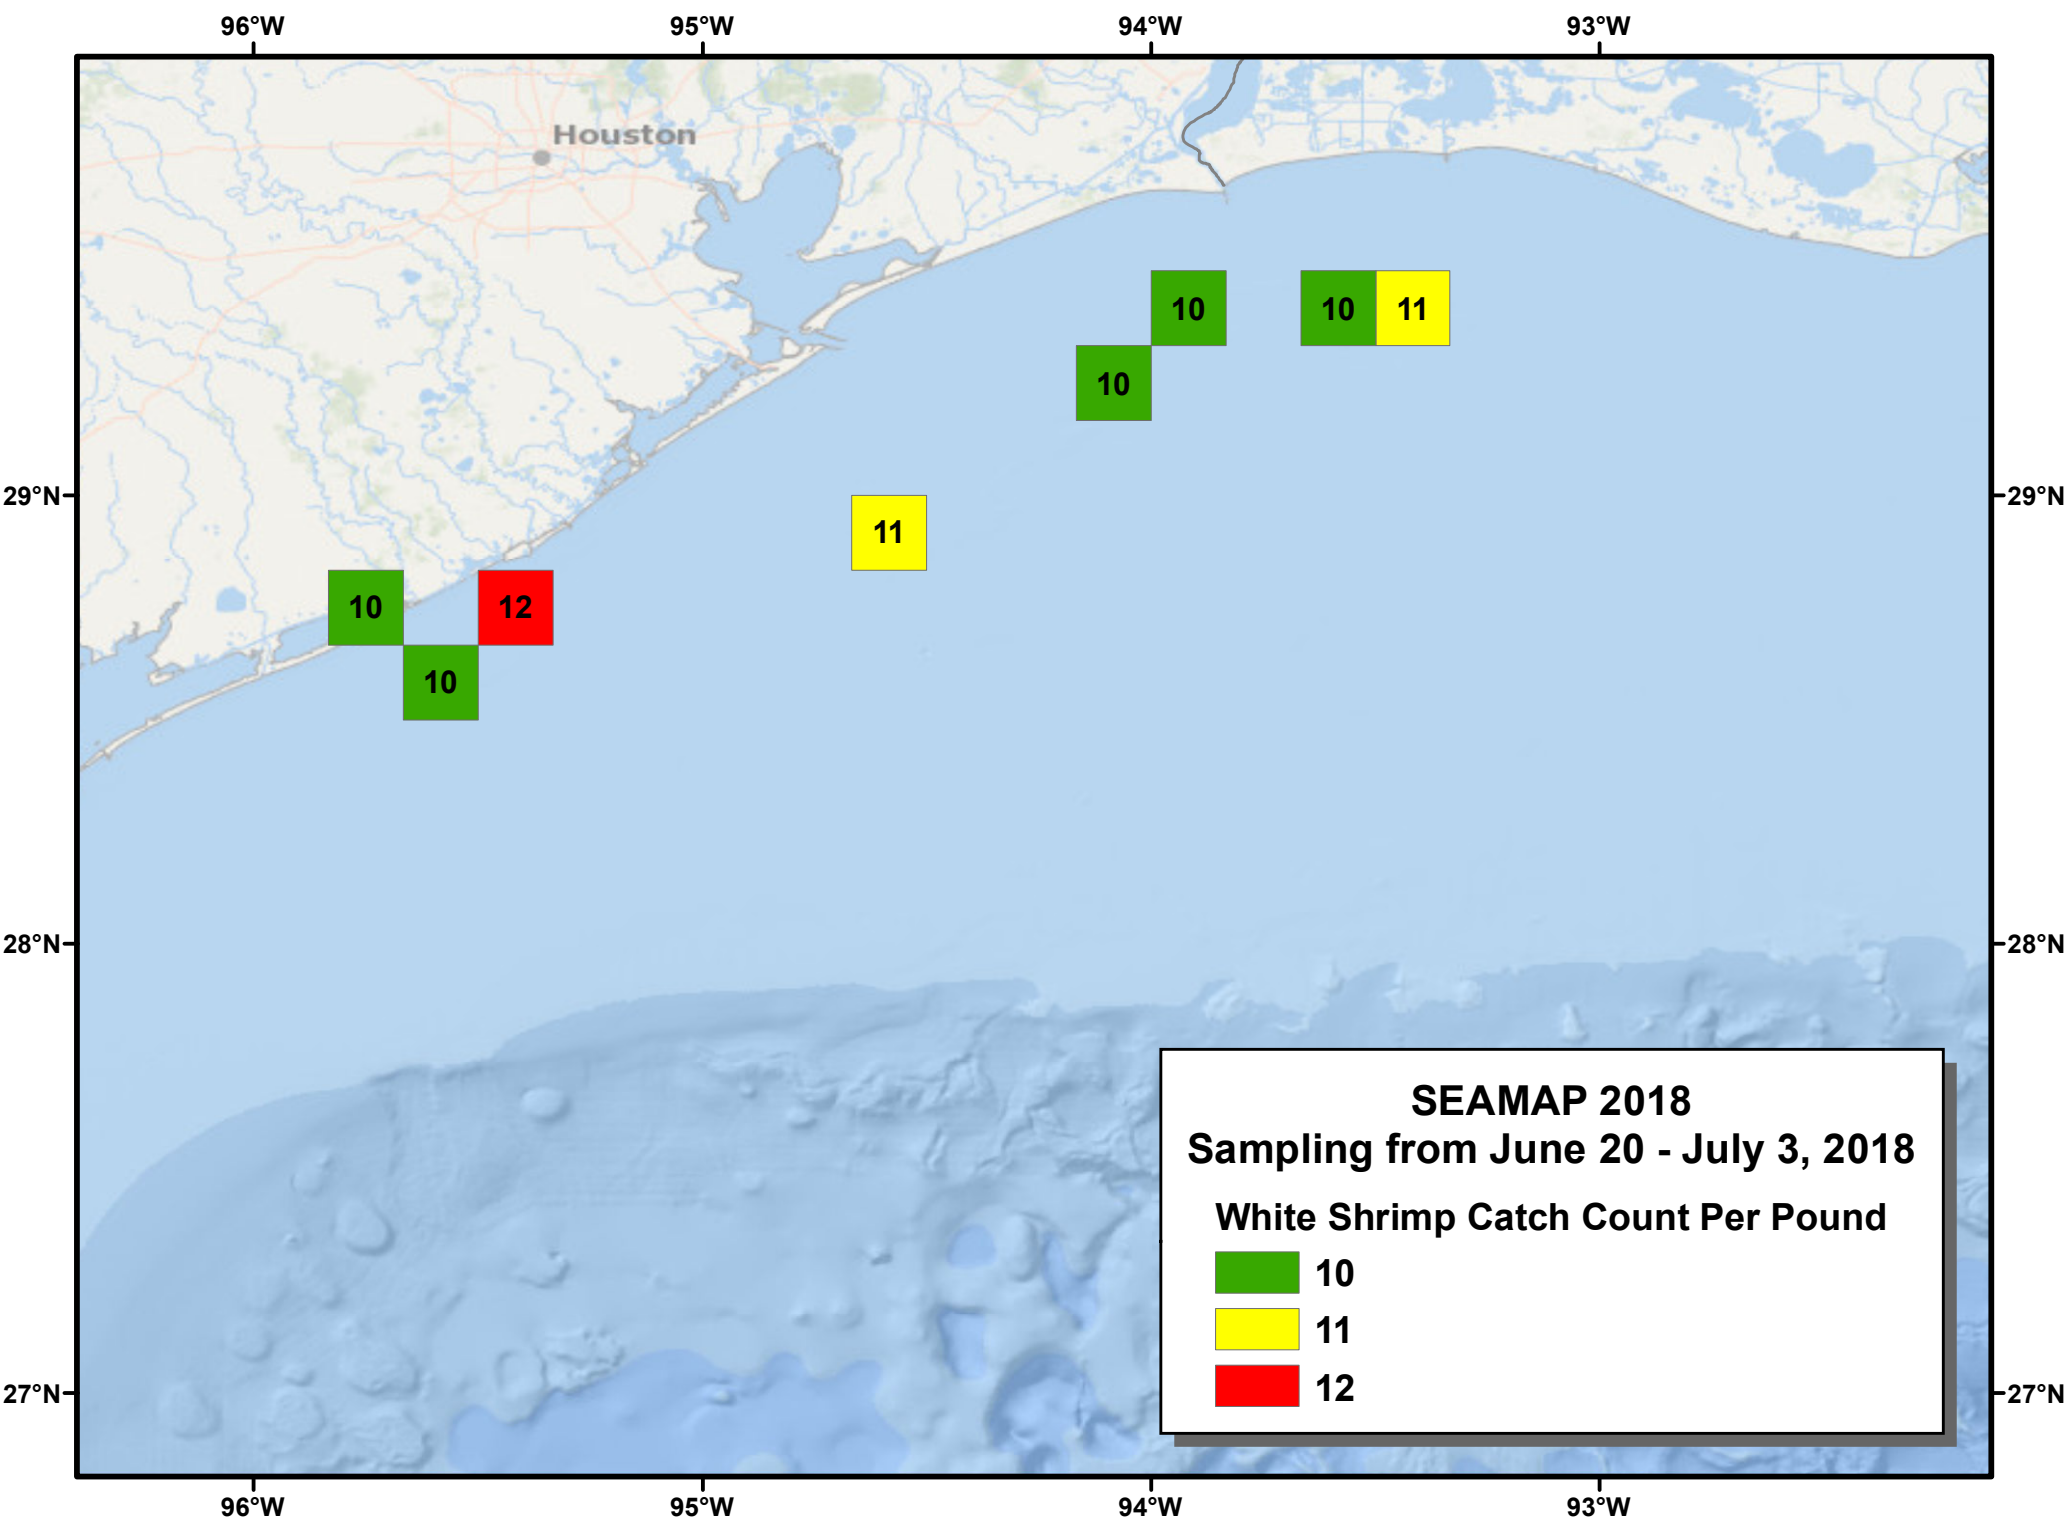 96°W 95°W 94°W 93°W
Houston
10 10 11
10
29°N 29°N
11
10 12
10
28°N 28°N
SEAMAP 2018
Sampling from June 20 - July 3, 2018
White Shrimp Catch Count Per Pound
10
11
12
27°N 27°N
96°W 95°W 94°W 93°W